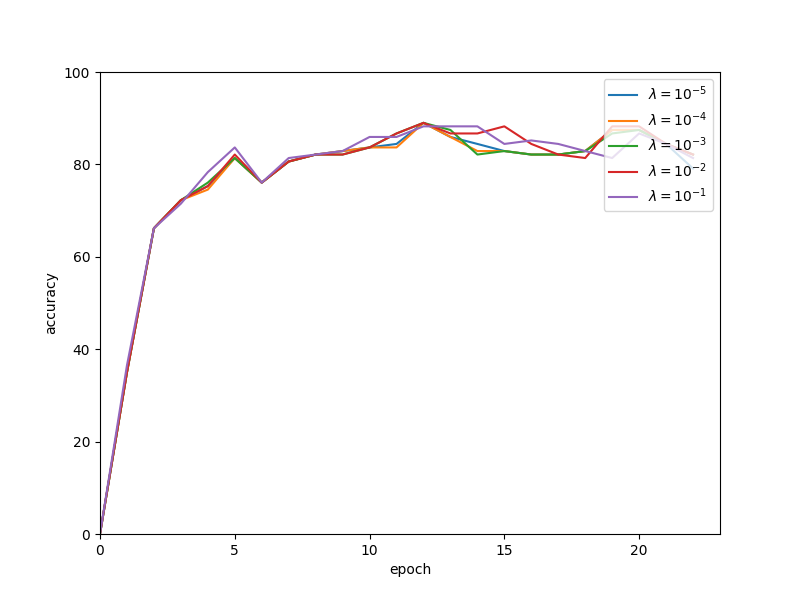 100
80
60
40
20
0
accuracy
0 5 10 15 20
epoch
λ = 10⁻⁵
λ = 10⁻⁴
λ = 10⁻³
λ = 10⁻²
λ = 10⁻¹